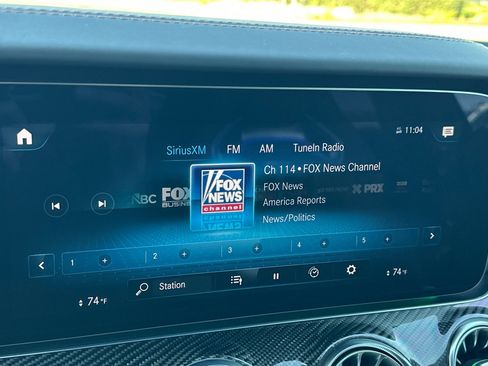 11:04
SiriusXM FM AM TuneIn Radio
Ch 114 • FOX News Channel
FOX News
America Reports
News/Politics
NBC
FOX
BUSINESS
FOX
NEWS
channel
PRX
1 + 2 + 3 + 4 + 5 +
Station
74°F 74°F